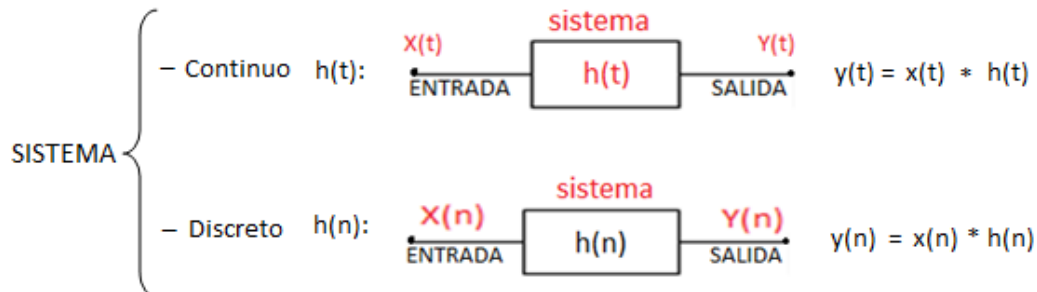 sistema
X(t) Y(t)
– Continuo h(t): h(t) y(t) = x(t) * h(t)
ENTRADA SALIDA
SISTEMA
sistema
X(n) Y(n)
– Discreto h(n): h(n) y(n) = x(n) * h(n)
ENTRADA SALIDA